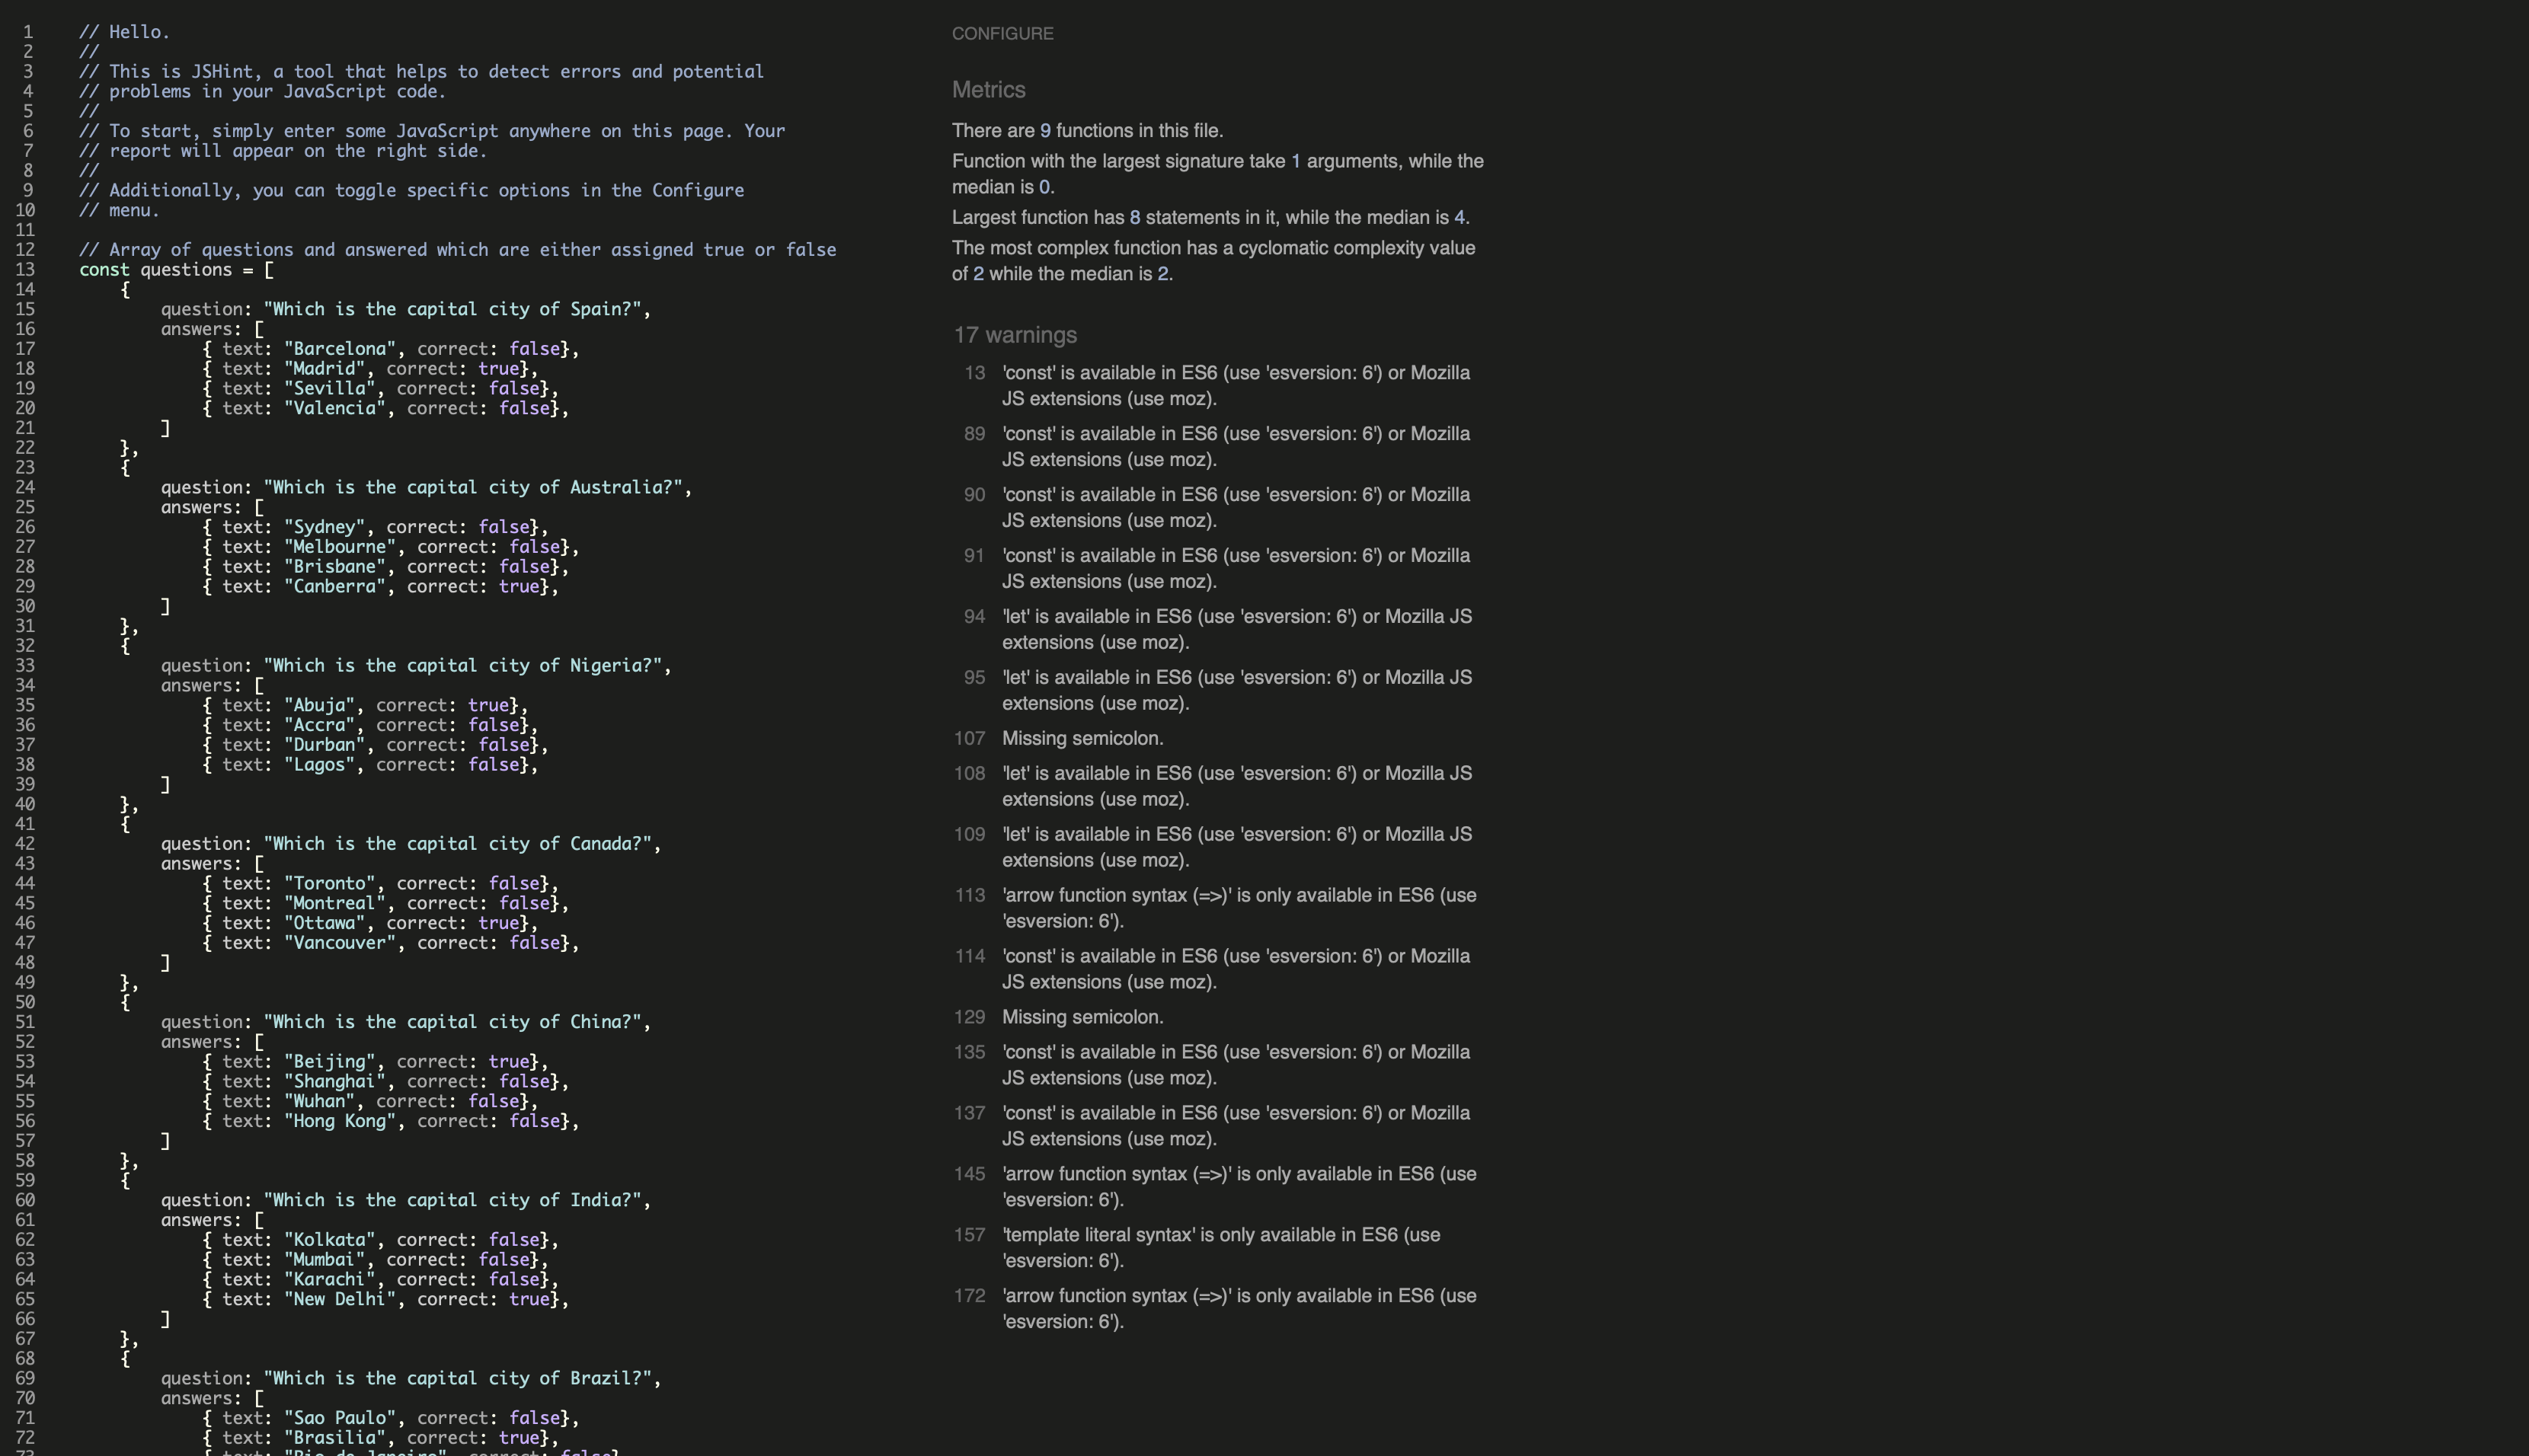 1 // Hello.
2 //
3 // This is JSHint, a tool that helps to detect errors and potential
4 // problems in your JavaScript code.
5 //
6 // To start, simply enter some JavaScript anywhere on this page. Your
7 // report will appear on the right side.
8 //
9 // Additionally, you can toggle specific options in the Configure
10 // menu.
11
12 // Array of questions and answered which are either assigned true or false
13 const questions = [
14 {
15 question: "Which is the capital city of Spain?",
16 answers: [
17 { text: "Barcelona", correct: false},
18 { text: "Madrid", correct: true},
19 { text: "Sevilla", correct: false},
20 { text: "Valencia", correct: false},
21 ]
22 },
23 {
24 question: "Which is the capital city of Australia?",
25 answers: [
26 { text: "Sydney", correct: false},
27 { text: "Melbourne", correct: false},
28 { text: "Brisbane", correct: false},
29 { text: "Canberra", correct: true},
30 ]
31 },
32 {
33 question: "Which is the capital city of Nigeria?",
34 answers: [
35 { text: "Abuja", correct: true},
36 { text: "Accra", correct: false},
37 { text: "Durban", correct: false},
38 { text: "Lagos", correct: false},
39 ]
40 },
41 {
42 question: "Which is the capital city of Canada?",
43 answers: [
44 { text: "Toronto", correct: false},
45 { text: "Montreal", correct: false},
46 { text: "Ottawa", correct: true},
47 { text: "Vancouver", correct: false},
48 ]
49 },
50 {
51 question: "Which is the capital city of China?",
52 answers: [
53 { text: "Beijing", correct: true},
54 { text: "Shanghai", correct: false},
55 { text: "Wuhan", correct: false},
56 { text: "Hong Kong", correct: false},
57 ]
58 },
59 {
60 question: "Which is the capital city of India?",
61 answers: [
62 { text: "Kolkata", correct: false},
63 { text: "Mumbai", correct: false},
64 { text: "Karachi", correct: false},
65 { text: "New Delhi", correct: true},
66 ]
67 },
68 {
69 question: "Which is the capital city of Brazil?",
70 answers: [
71 { text: "Sao Paulo", correct: false},
72 { text: "Brasilia", correct: true},
73 { text: "Rio de Janeiro", correct: false},
CONFIGURE
Metrics
There are 9 functions in this file.
Function with the largest signature take 1 arguments, while the
median is 0.
Largest function has 8 statements in it, while the median is 4.
The most complex function has a cyclomatic complexity value
of 2 while the median is 2.
17 warnings
13 'const' is available in ES6 (use 'esversion: 6') or Mozilla
JS extensions (use moz).
89 'const' is available in ES6 (use 'esversion: 6') or Mozilla
JS extensions (use moz).
90 'const' is available in ES6 (use 'esversion: 6') or Mozilla
JS extensions (use moz).
91 'const' is available in ES6 (use 'esversion: 6') or Mozilla
JS extensions (use moz).
94 'let' is available in ES6 (use 'esversion: 6') or Mozilla JS
extensions (use moz).
95 'let' is available in ES6 (use 'esversion: 6') or Mozilla JS
extensions (use moz).
107 Missing semicolon.
108 'let' is available in ES6 (use 'esversion: 6') or Mozilla JS
extensions (use moz).
109 'let' is available in ES6 (use 'esversion: 6') or Mozilla JS
extensions (use moz).
113 'arrow function syntax (=>)' is only available in ES6 (use
'esversion: 6').
114 'const' is available in ES6 (use 'esversion: 6') or Mozilla
JS extensions (use moz).
129 Missing semicolon.
135 'const' is available in ES6 (use 'esversion: 6') or Mozilla
JS extensions (use moz).
137 'const' is available in ES6 (use 'esversion: 6') or Mozilla
JS extensions (use moz).
145 'arrow function syntax (=>)' is only available in ES6 (use
'esversion: 6').
157 'template literal syntax' is only available in ES6 (use
'esversion: 6').
172 'arrow function syntax (=>)' is only available in ES6 (use
'esversion: 6').